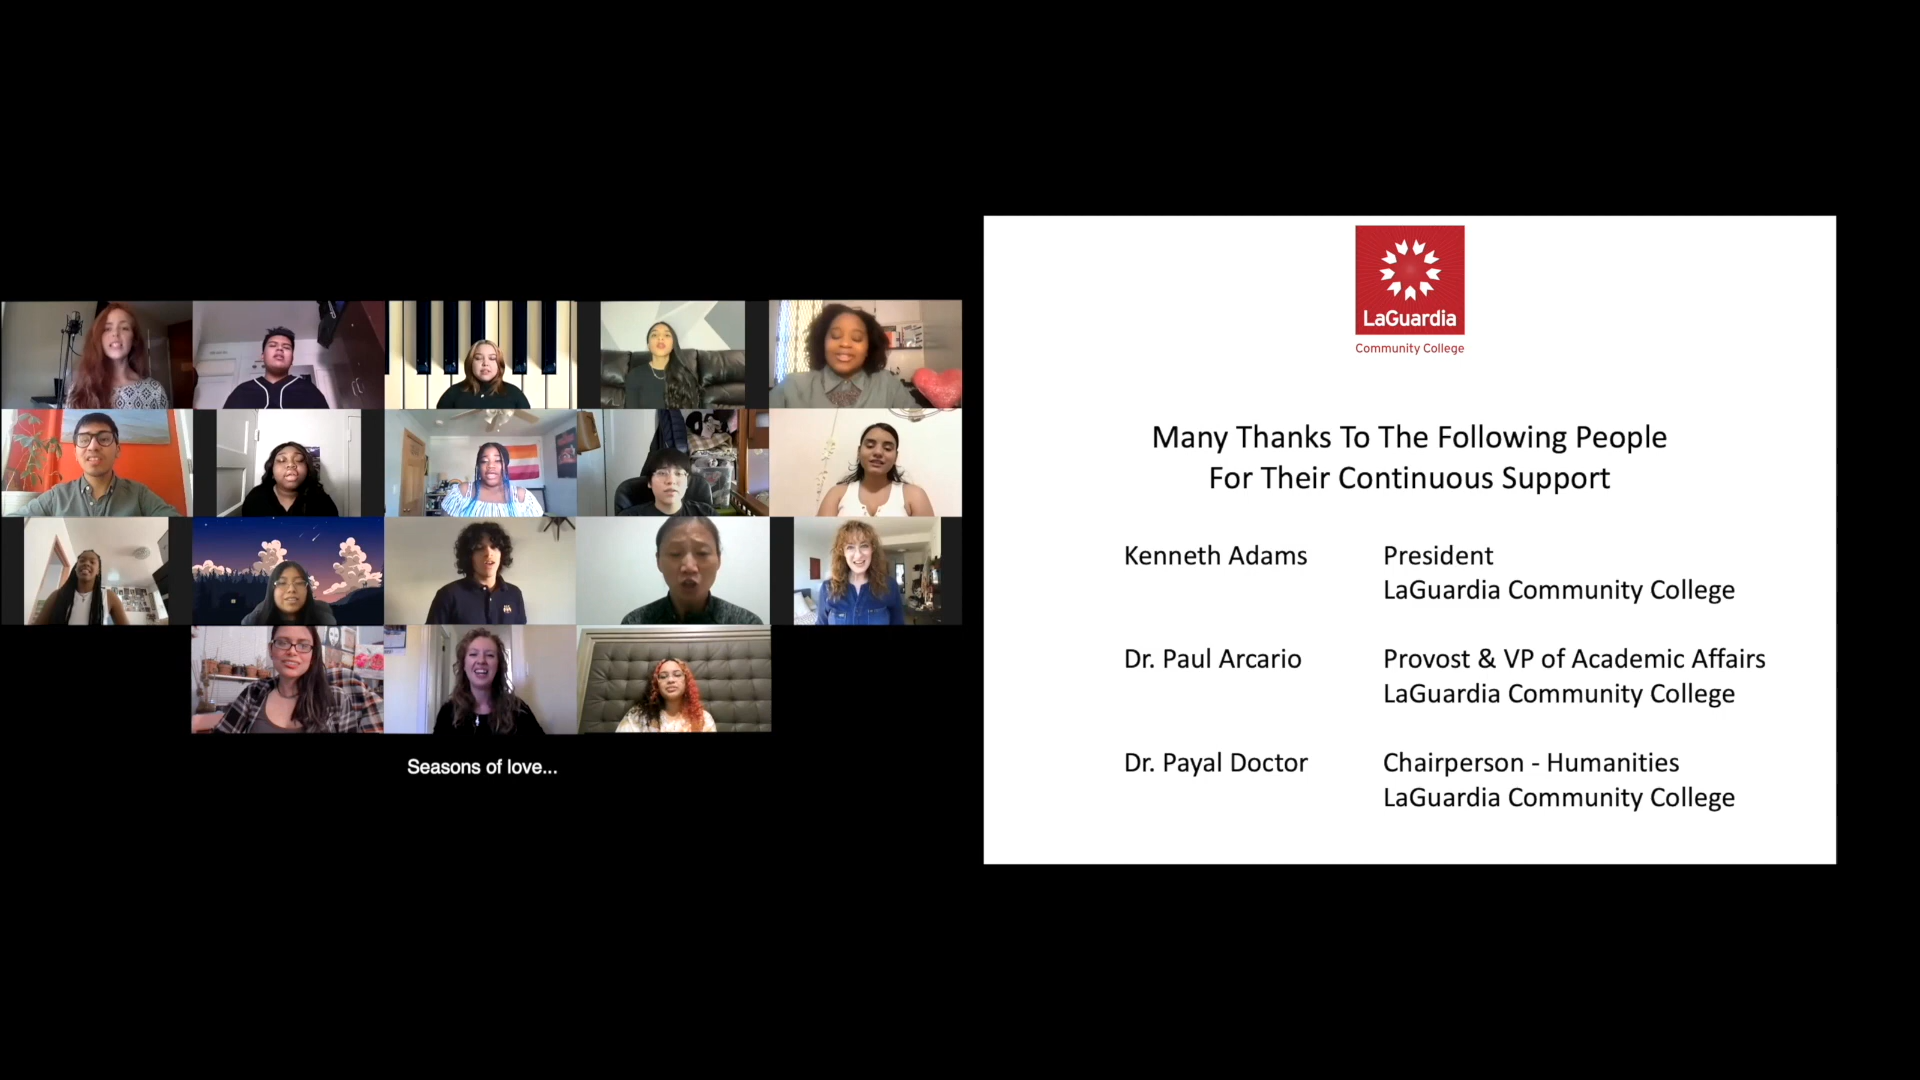 Seasons of love...
LaGuardia
Community College
Many Thanks To The Following People
For Their Continuous Support
Kenneth Adams President
LaGuardia Community College
Dr. Paul Arcario Provost & VP of Academic Affairs
LaGuardia Community College
Dr. Payal Doctor Chairperson - Humanities
LaGuardia Community College